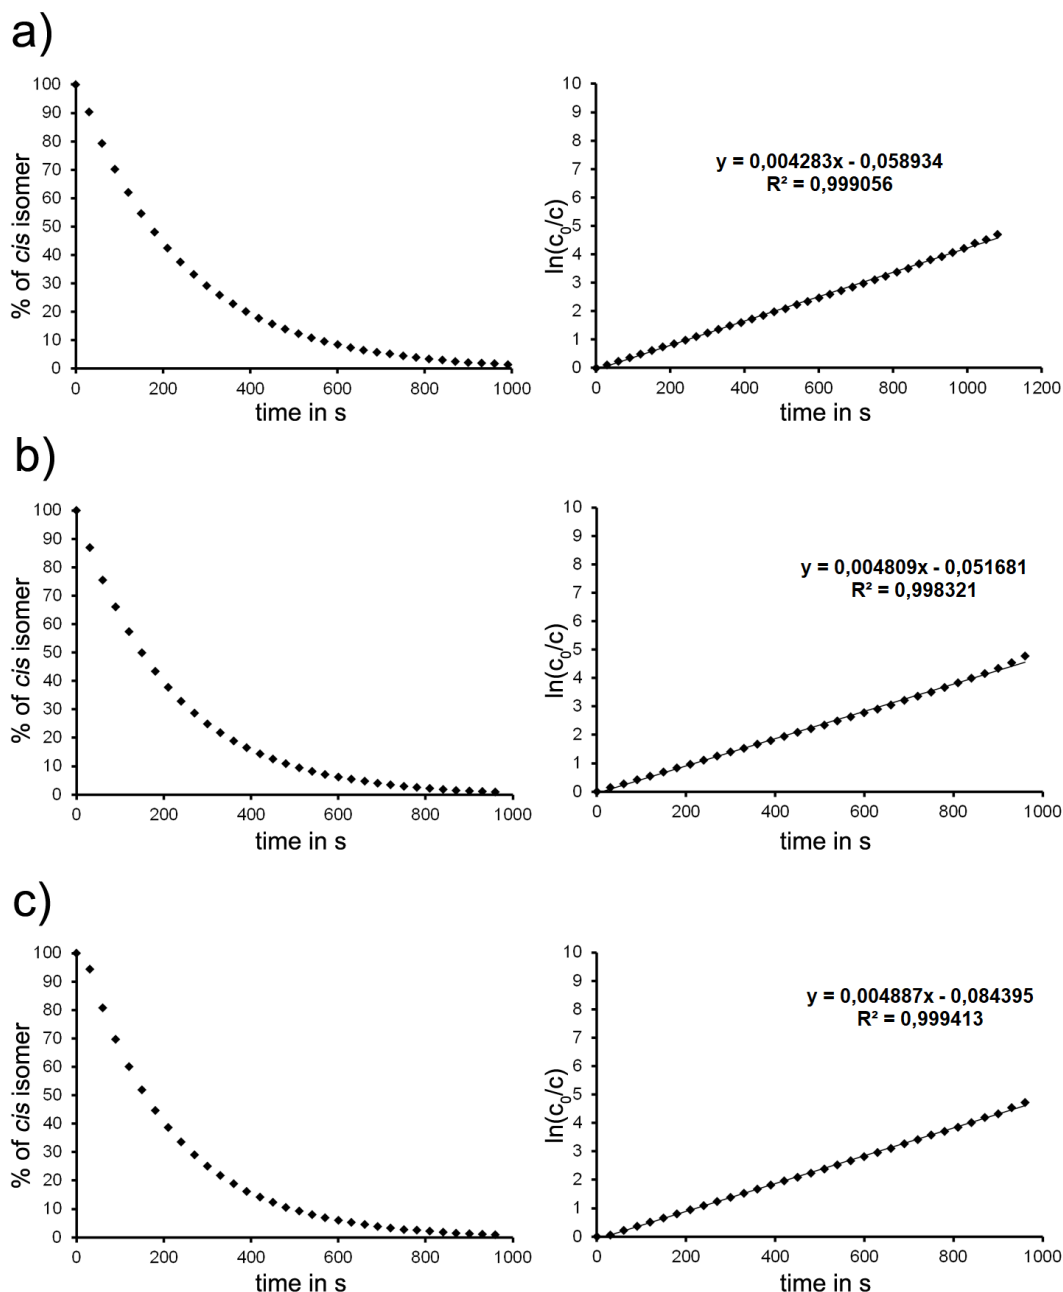 a)
100
90
80
70
60
50
40
30
20
10
0
% of cis isomer
0 200 400 600 800 1000
time in s
10
9
8
7
6
5
4
3
2
1
0
ln(c₀/c)
y = 0,004283x - 0,058934
R² = 0,999056
0 200 400 600 800 1000 1200
time in s
b)
100
90
80
70
60
50
40
30
20
10
0
% of cis isomer
0 200 400 600 800 1000
time in s
10
9
8
7
6
5
4
3
2
1
0
ln(c₀/c)
y = 0,004809x - 0,051681
R² = 0,998321
0 200 400 600 800 1000
time in s
c)
100
90
80
70
60
50
40
30
20
10
0
% of cis isomer
0 200 400 600 800 1000
time in s
10
9
8
7
6
5
4
3
2
1
0
ln(c₀/c)
y = 0,004887x - 0,084395
R² = 0,999413
0 200 400 600 800 1000
time in s